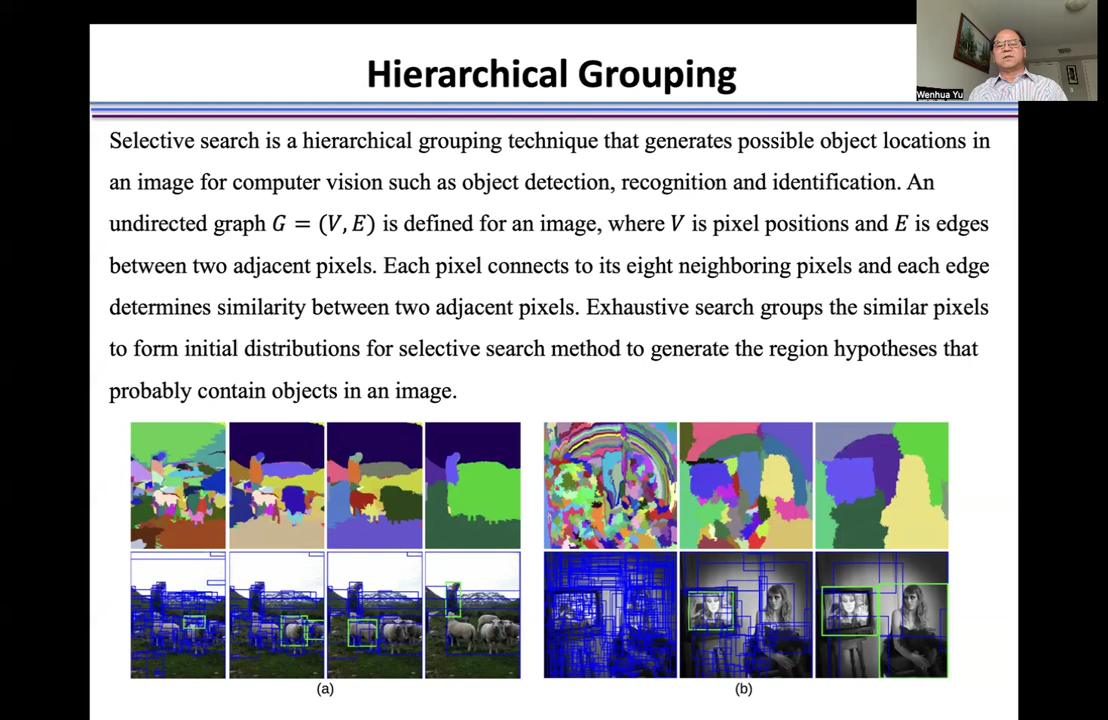 Hierarchical Grouping
Wenhua Yu
Selective search is a hierarchical grouping technique that generates possible object locations in
an image for computer vision such as object detection, recognition and identification. An
undirected graph G = (V, E) is defined for an image, where V is pixel positions and E is edges
between two adjacent pixels. Each pixel connects to its eight neighboring pixels and each edge
determines similarity between two adjacent pixels. Exhaustive search groups the similar pixels
to form initial distributions for selective search method to generate the region hypotheses that
probably contain objects in an image.
(a)
(b)